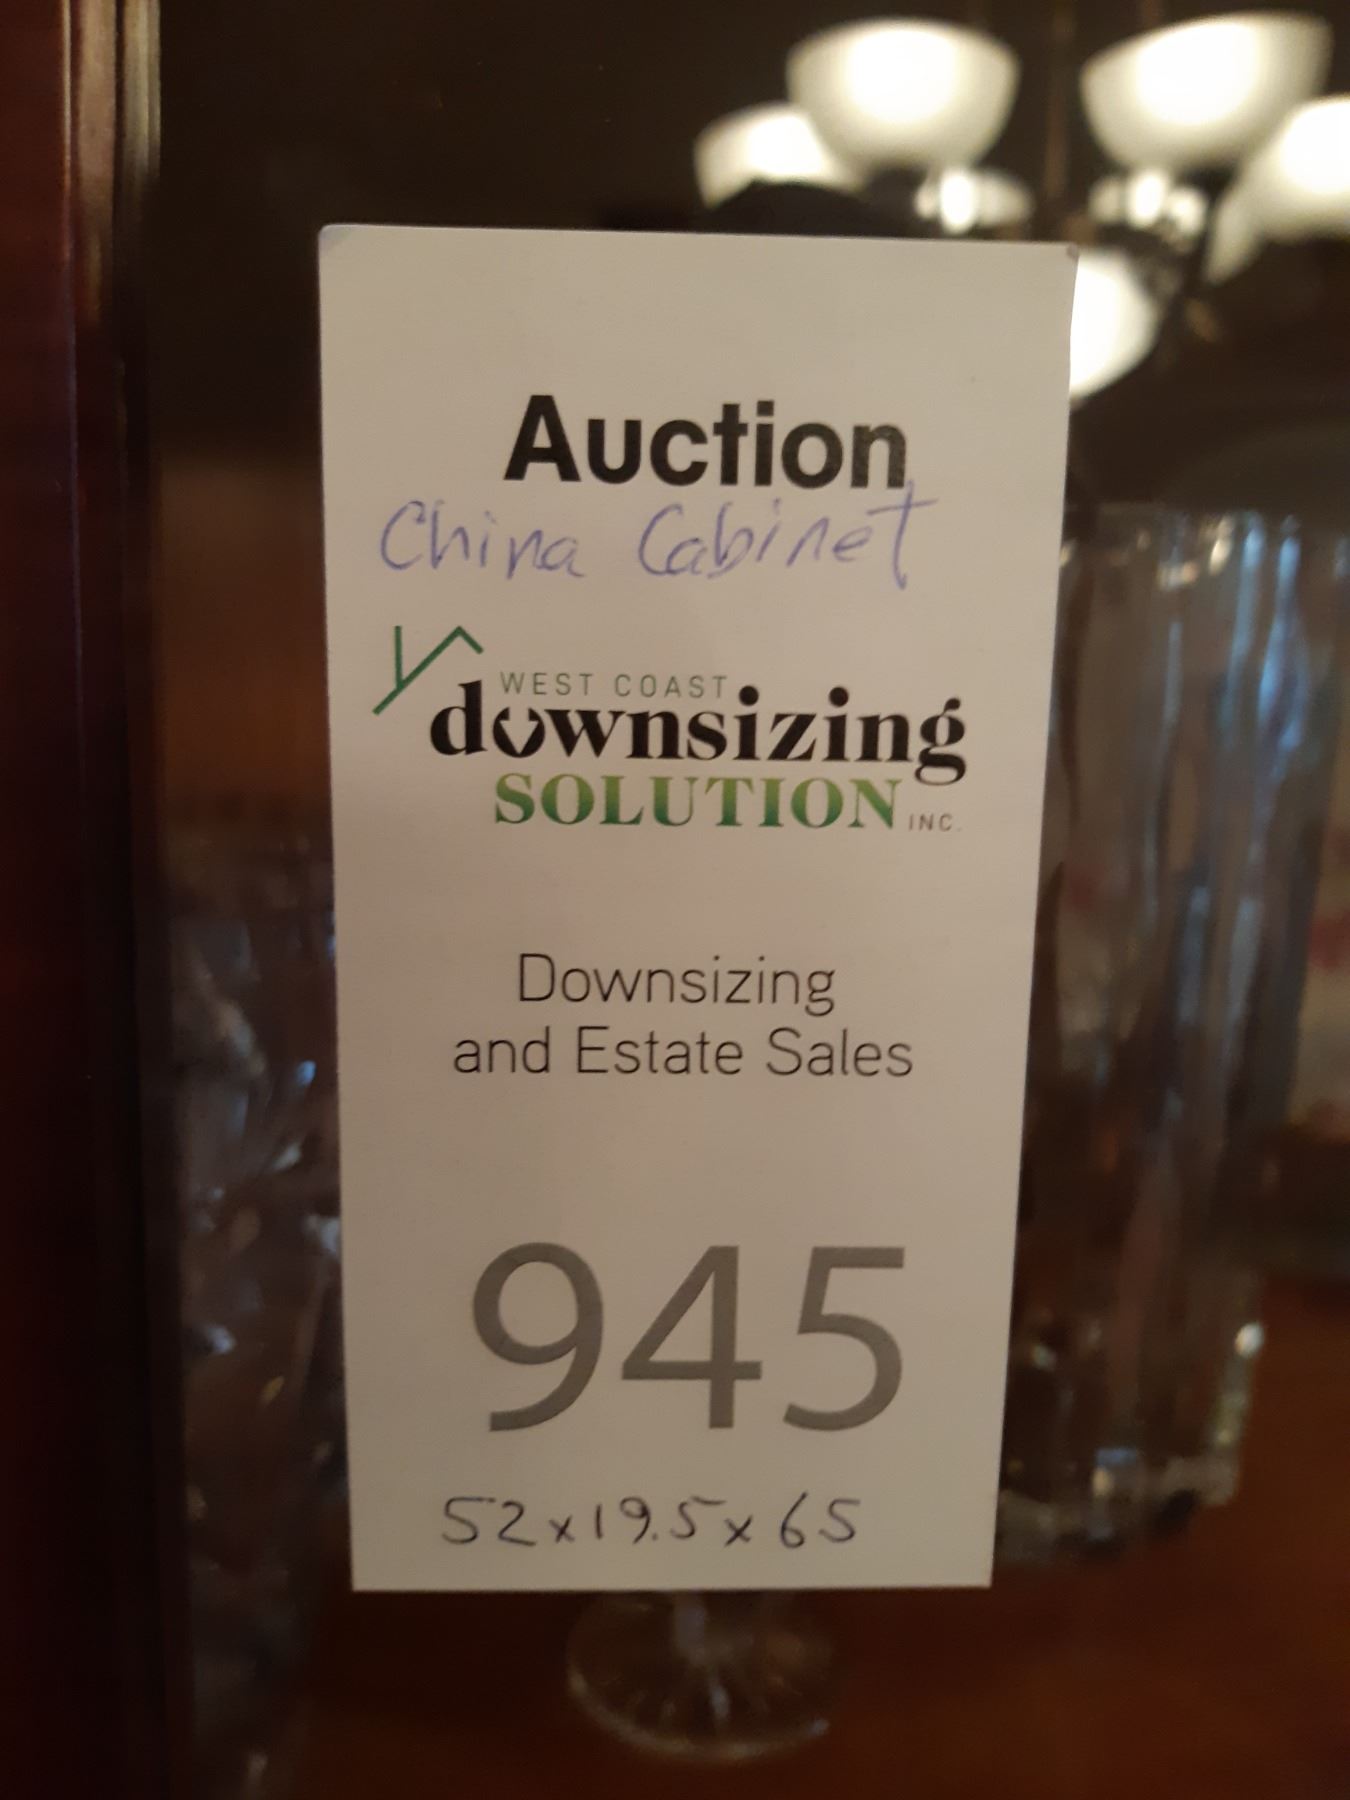 Auction
China Cabinet
WEST COAST
downsizing
SOLUTION INC.
Downsizing
and Estate Sales
945
52x19.5x65